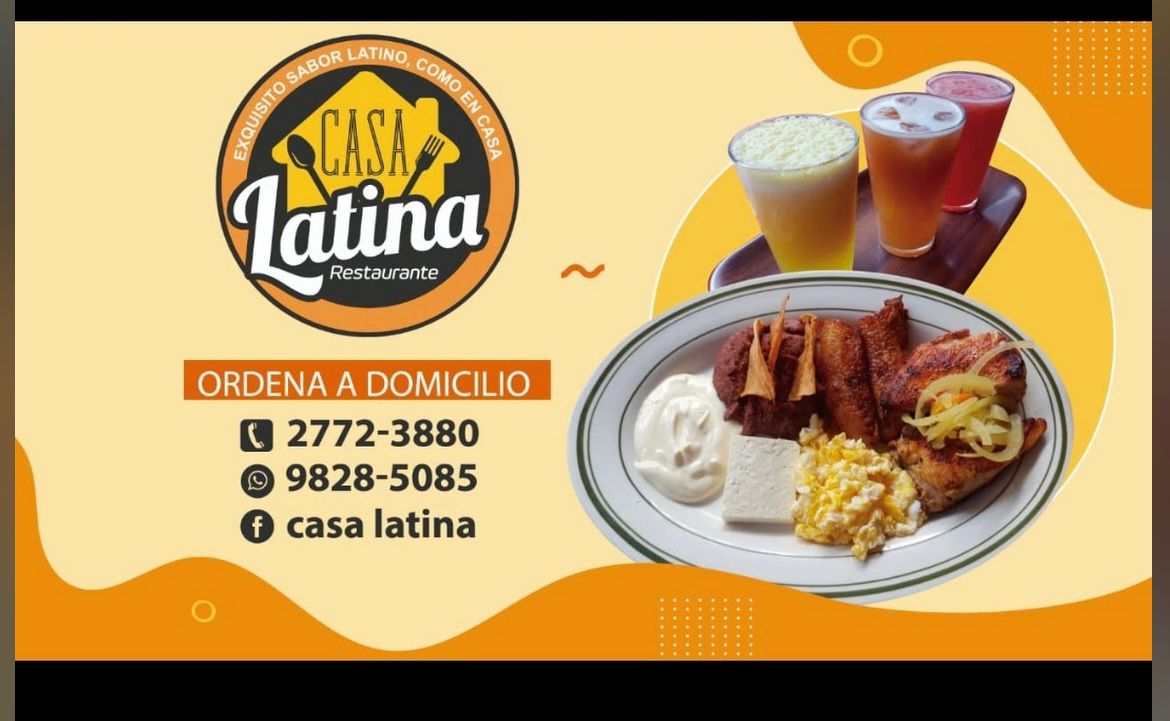 EXQUISITO SABOR LATINO, COMO EN CASA
CASA
Latina
Restaurante
ORDENA A DOMICILIO
2772-3880
9828-5085
casa latina